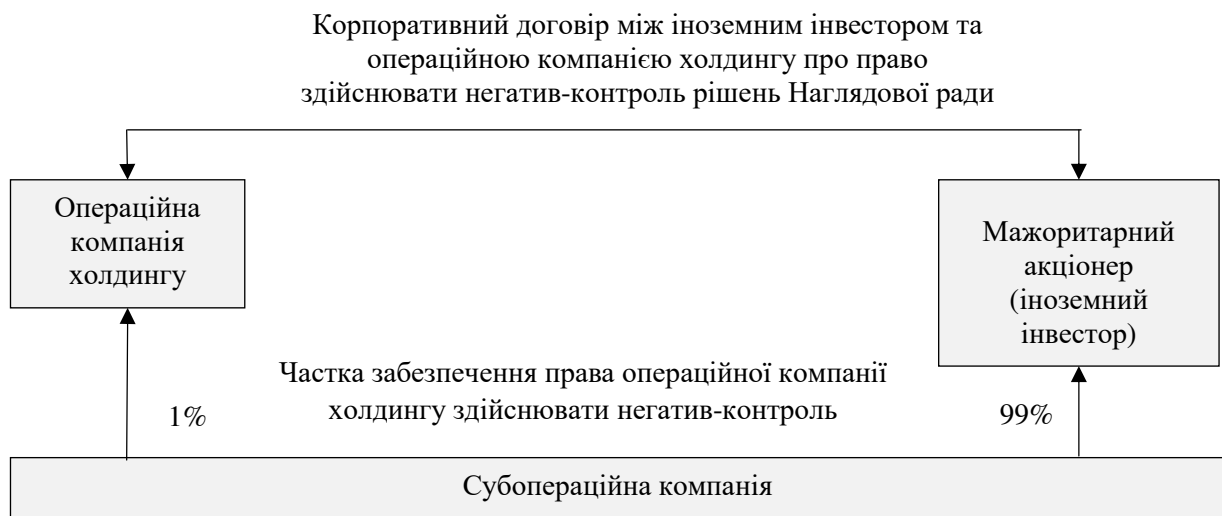 Корпоративний договір між іноземним інвестором та
операційною компанією холдингу про право
здійснювати негатив-контроль рішень Наглядової ради
Операційна
компанія
холдингу
Мажоритарний
акціонер
(іноземний
інвестор)
Частка забезпечення права операційної компанії
холдингу здійснювати негатив-контроль
1%
99%
Субопераційна компанія